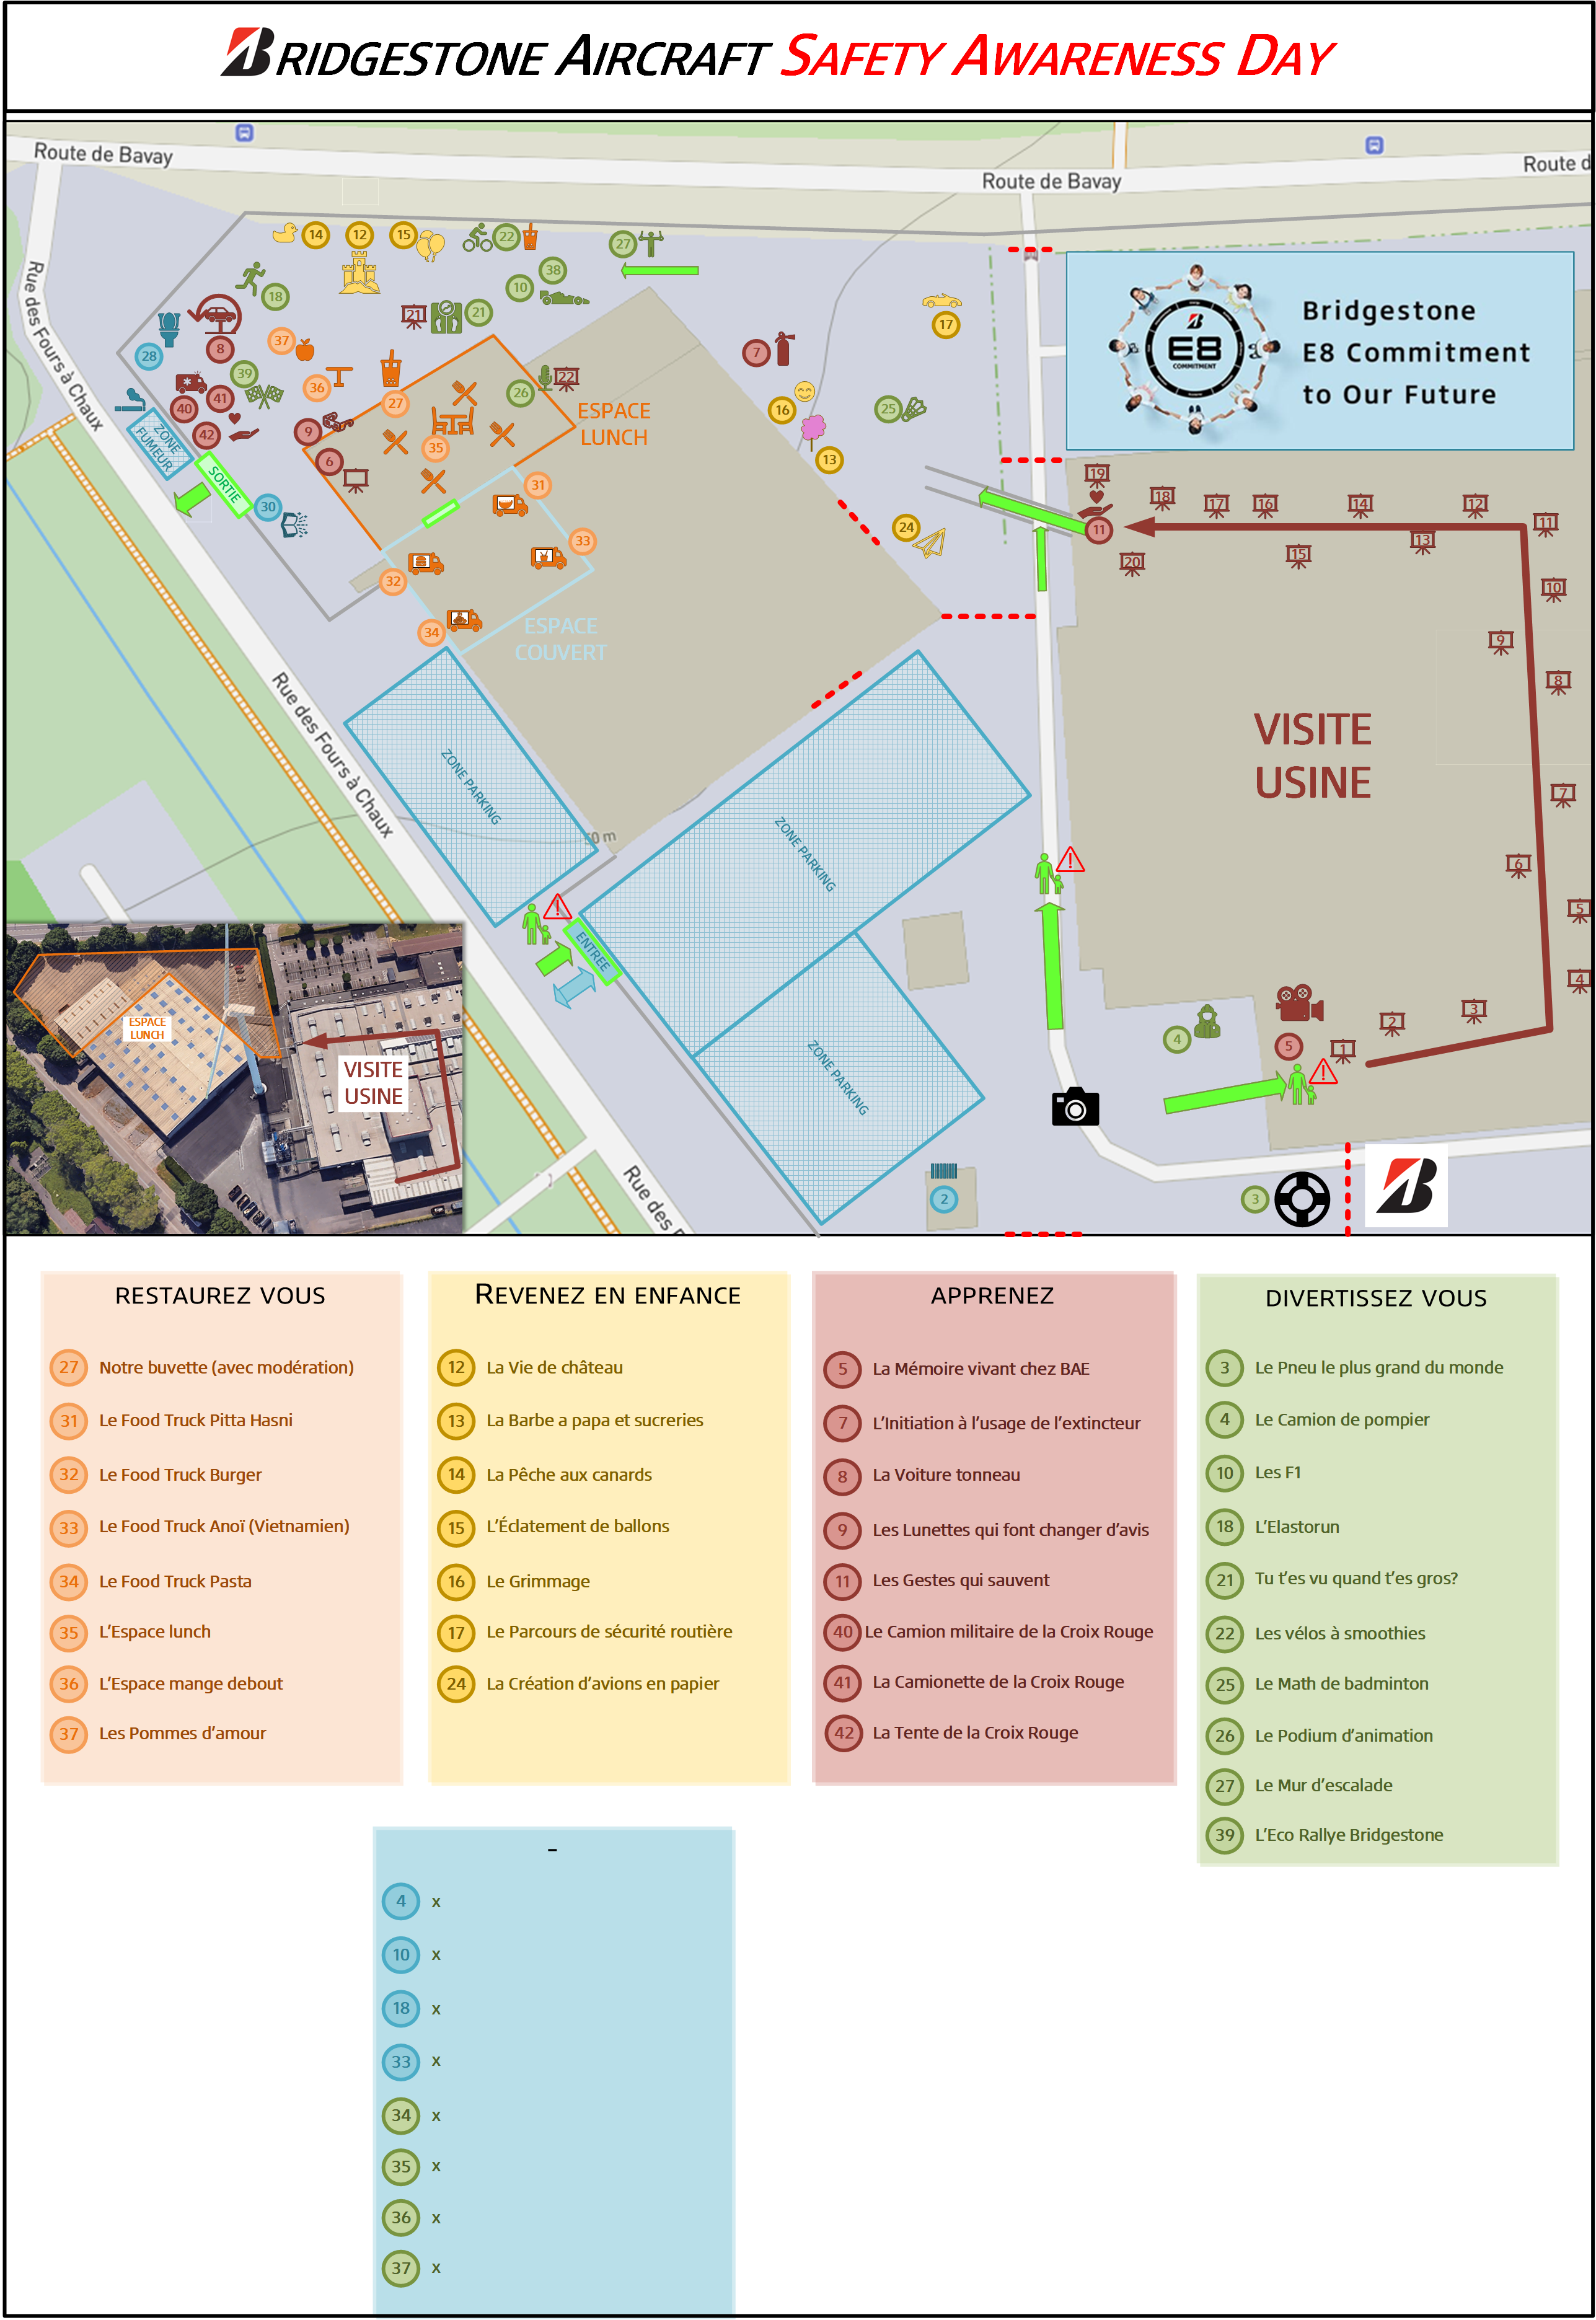 BRIDGESTONE AIRCRAFT SAFETY AWARENESS DAY
Route de Bavay
Route de Bavay
Route d
Rue des Fours à Chaux
14
12
15
22
27
38
10
18
21
21
17
8
28
37
7
39
36
26
22
41
40
27
16
25
42
9
35
13
6
ESPACE
LUNCH
ZONE
FUMEUR
SORTIE
30
31
33
32
34
24
ESPACE
COUVERT
Bridgestone
E8 Commitment
to Our Future
E8
COMMITMENT
19
18
17
16
14
12
11
11
13
15
20
10
9
8
7
6
5
4
3
2
1
VISITE
USINE
Rue des Fours à Chaux
ZONE PARKING
50 m
ZONE PARKING
ZONE PARKING
ENTREE
4
5
2
3
Rue des F
ESPACE
LUNCH
VISITE
USINE
RESTAUREZ VOUS
27 Notre buvette (avec modération)
31 Le Food Truck Pitta Hasni
32 Le Food Truck Burger
33 Le Food Truck Anoï (Vietnamien)
34 Le Food Truck Pasta
35 L'Espace lunch
36 L'Espace mange debout
37 Les Pommes d'amour
REVENEZ EN ENFANCE
12 La Vie de château
13 La Barbe a papa et sucreries
14 La Pêche aux canards
15 L'Éclatement de ballons
16 Le Grimmage
17 Le Parcours de sécurité routière
24 La Création d'avions en papier
APPRENEZ
5 La Mémoire vivant chez BAE
7 L'Initiation à l'usage de l'extincteur
8 La Voiture tonneau
9 Les Lunettes qui font changer d'avis
11 Les Gestes qui sauvent
40 Le Camion militaire de la Croix Rouge
41 La Camionette de la Croix Rouge
42 La Tente de la Croix Rouge
DIVERTISSEZ VOUS
3 Le Pneu le plus grand du monde
4 Le Camion de pompier
10 Les F1
18 L'Elastorun
21 Tu t'es vu quand t'es gros?
22 Les vélos à smoothies
25 Le Math de badminton
26 Le Podium d'animation
27 Le Mur d'escalade
39 L'Eco Rallye Bridgestone
-
4 x
10 x
18 x
33 x
34 x
35 x
36 x
37 x